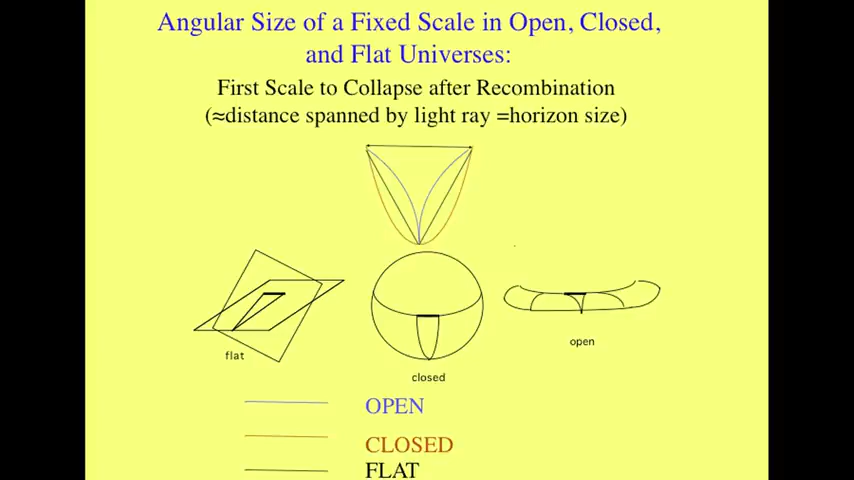 Angular Size of a Fixed Scale in Open, Closed,
and Flat Universes:
First Scale to Collapse after Recombination
(≈distance spanned by light ray =horizon size)
flat
closed
open
OPEN
CLOSED
FLAT